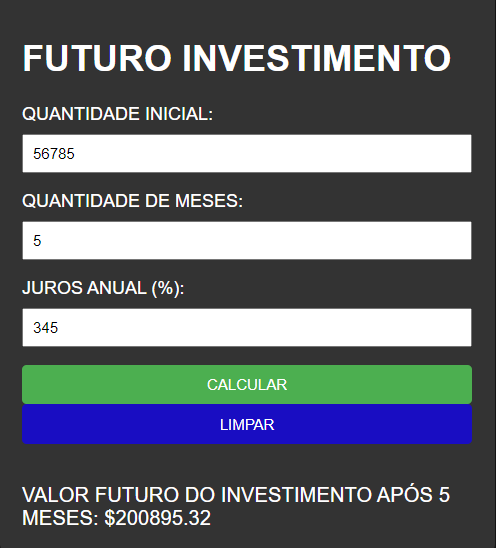 FUTURO INVESTIMENTO
QUANTIDADE INICIAL:
56785
QUANTIDADE DE MESES:
5
JUROS ANUAL (%):
345
CALCULAR
LIMPAR
VALOR FUTURO DO INVESTIMENTO APÓS 5
MESES: $200895.32